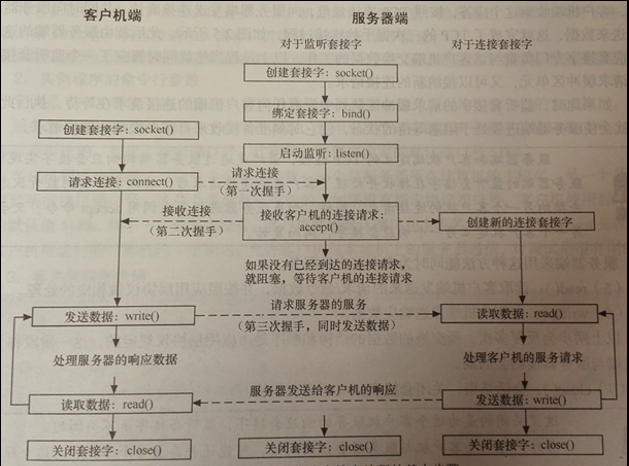 客户机端
服务器端
对于监听套接字
对于连接套接字
创建套接字: socket()
绑定套接字: bind()
创建套接字: socket()
启动监听: listen()
请求连接: connect()
请求连接
(第一次握手)
接收连接
(第二次握手)
接收客户机的连接请求:
accept()
创建新的连接套接字
如果没有已经到达的连接请求,
就阻塞, 等待客户机的连接请求
请求服务器的服务
发送数据: write()
(第三次握手, 同时发送数据)
读取数据: read()
处理服务器的响应数据
处理客户机的服务请求
服务器发送给客户机的响应
读取数据: read()
发送数据: write()
关闭套接字: close()
关闭套接字: close()
关闭套接字: close()